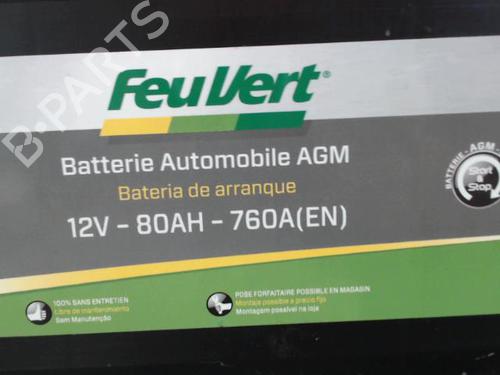 B-PARTS
FeuVert®
Batterie Automobile AGM
Bateria de arranque
12V - 80AH - 760A(EN)
BATTERIE - AGM -
Start & Stop
100% SANS ENTRETIEN
Libre de mantenimiento
Sem Manutenção
POSE FORFAITAIRE POSSIBLE EN MAGASIN
Montaje posible a precio fijo
Montagem possível na loja